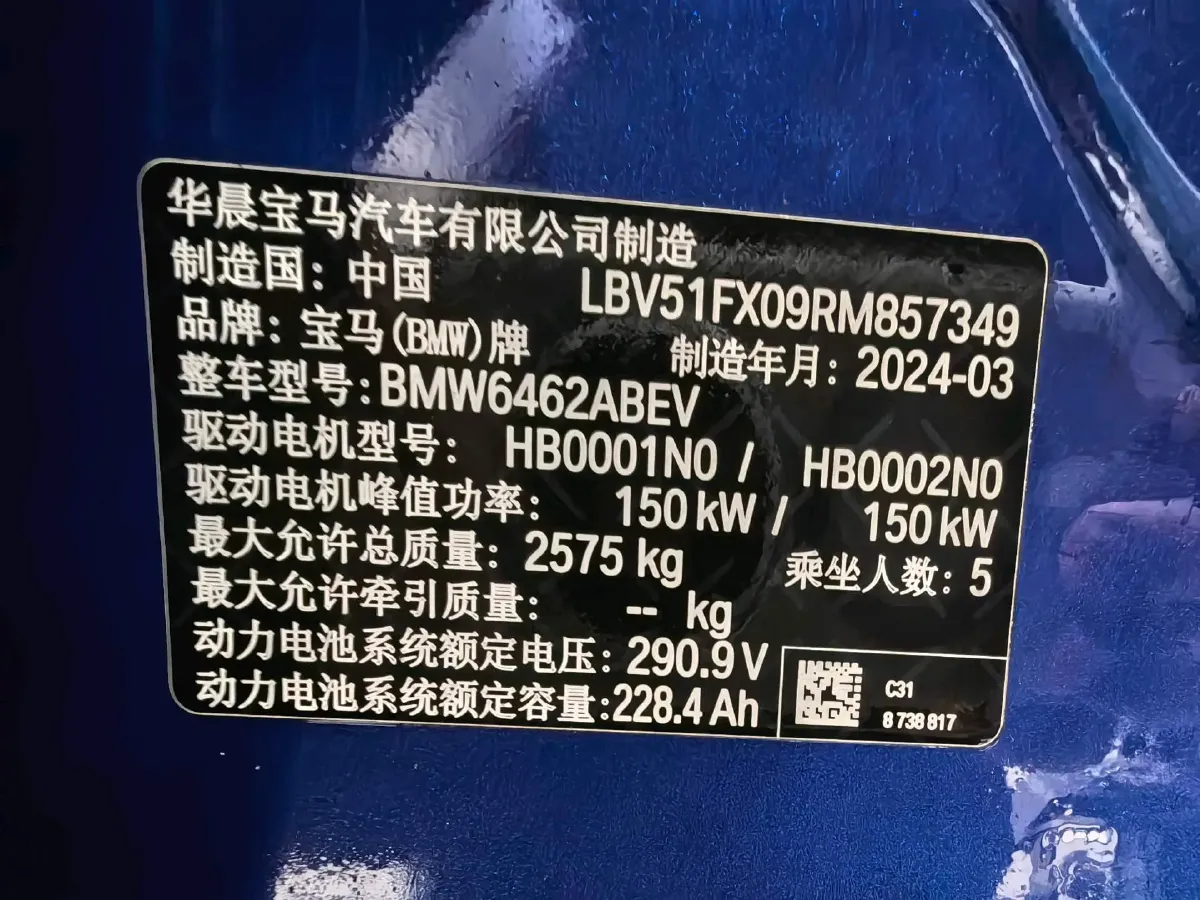 华晨宝马汽车有限公司制造
制造国：中国 LBV51FX09RM857349
品牌：宝马(BMW)牌 制造年月：2024-03
整车型号：BMW6462ABEV
驱动电机型号： HB0001N0 / HB0002N0
驱动电机峰值功率： 150 kW / 150 kW
最大允许总质量：2575 kg 乘坐人数：5
最大允许牵引质量： -- kg
动力电池系统额定电压：290.9 V
动力电池系统额定容量：228.4 Ah
C31
8 738 817